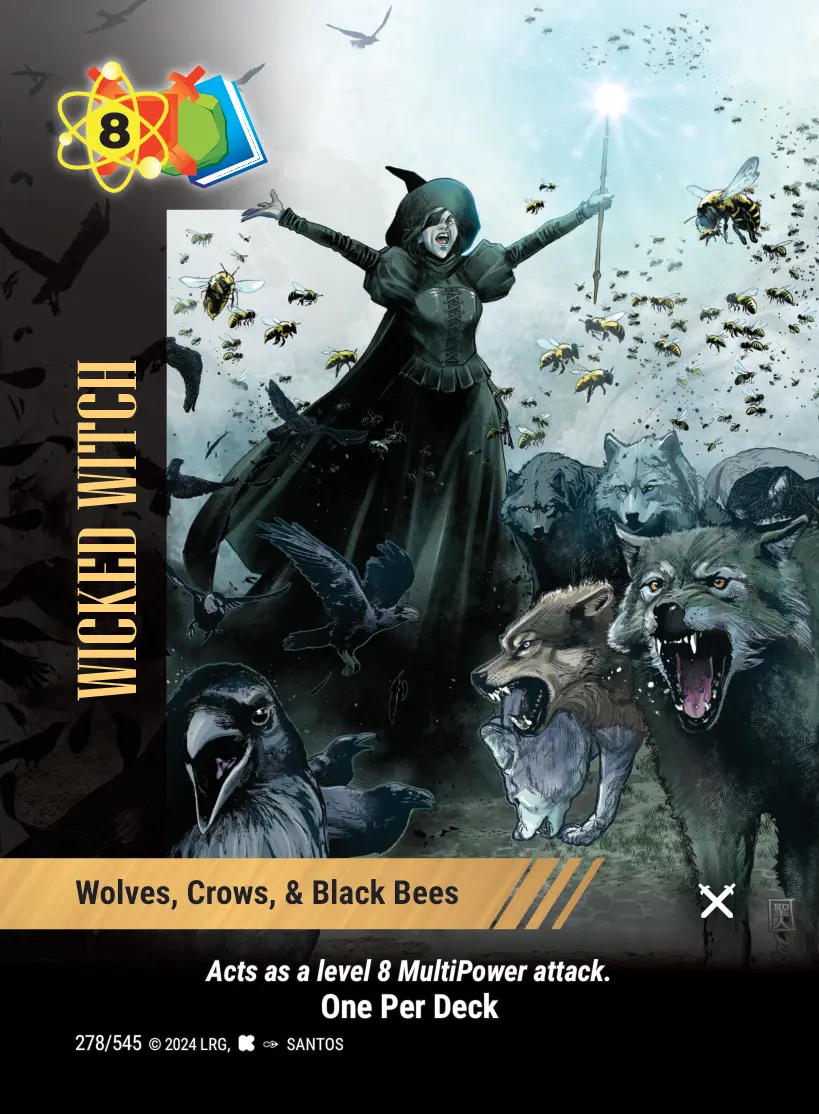 8
WICKED WITCH
Wolves, Crows, & Black Bees
Acts as a level 8 MultiPower attack.
One Per Deck
278/545 © 2024 LRG, SANTOS